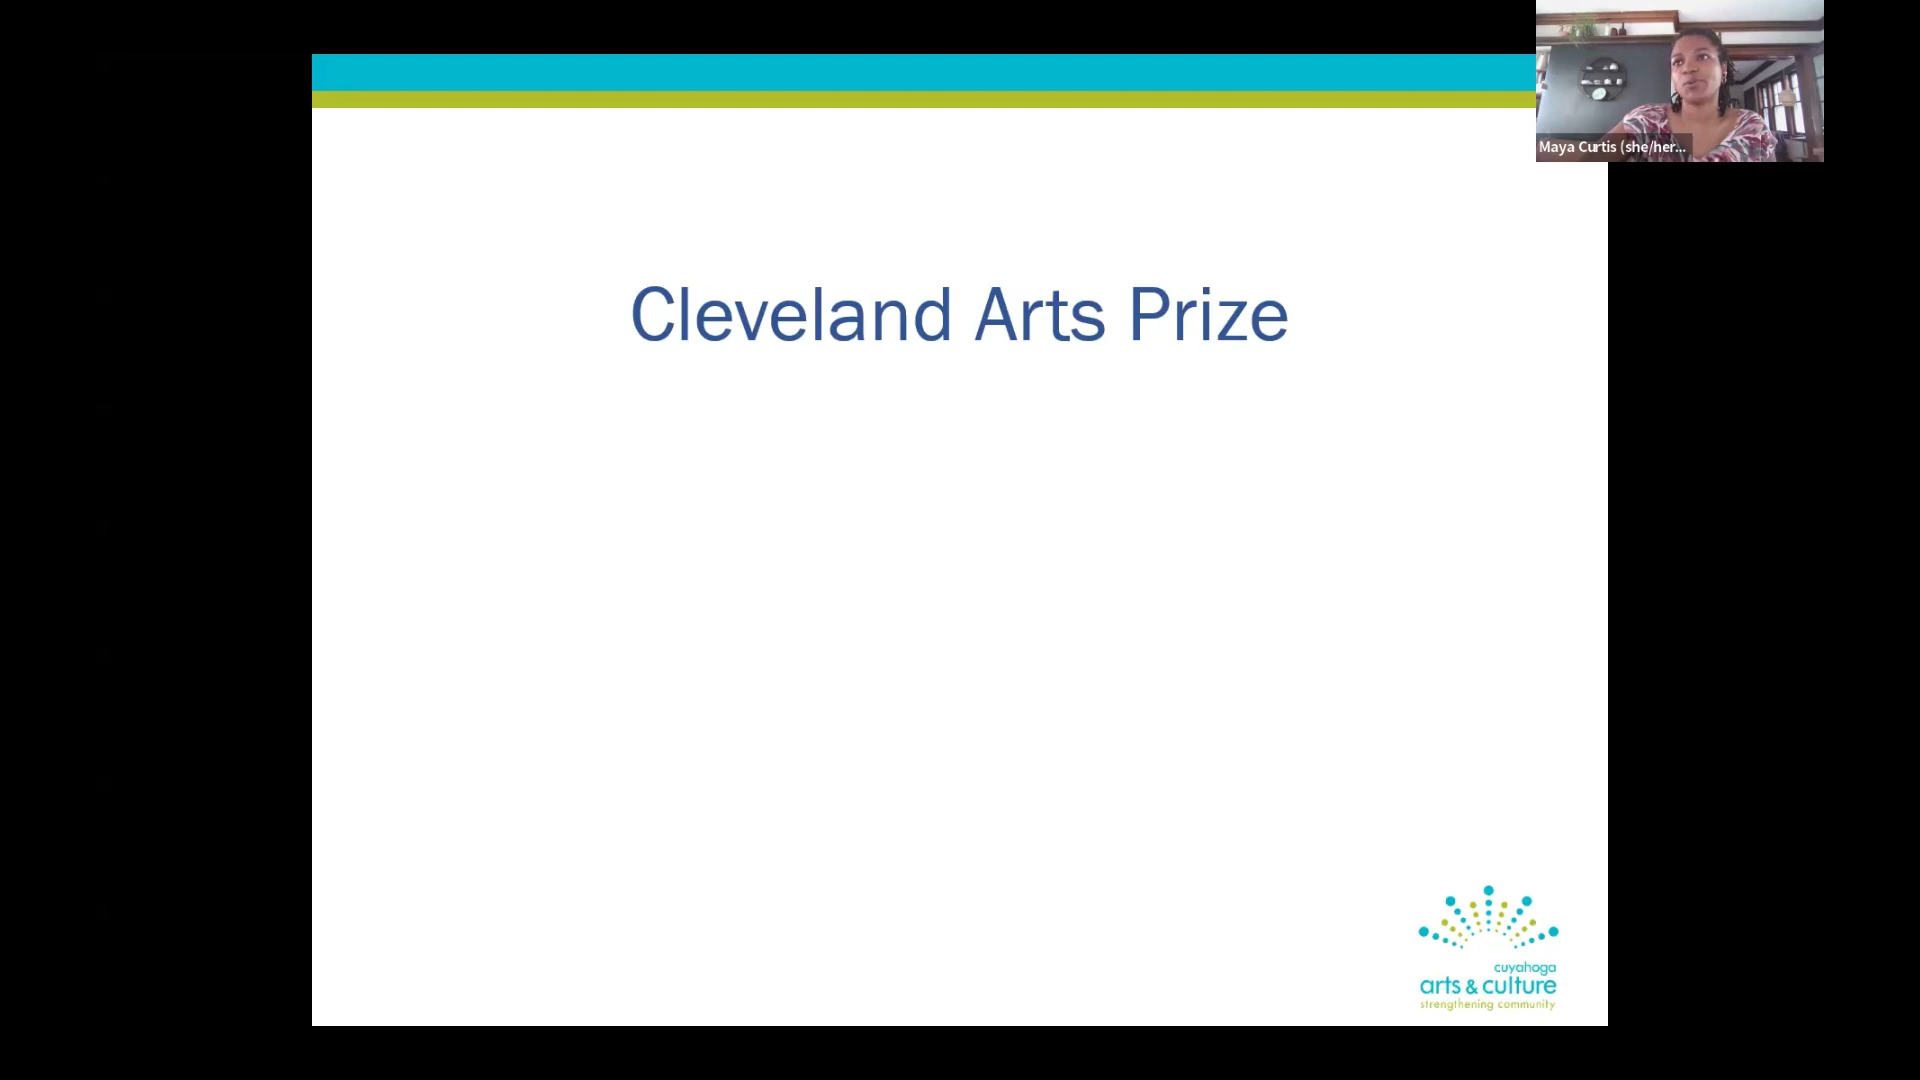 Maya Curtis (she/her...
Cleveland Arts Prize
cuyahoga
arts & culture
strengthening community